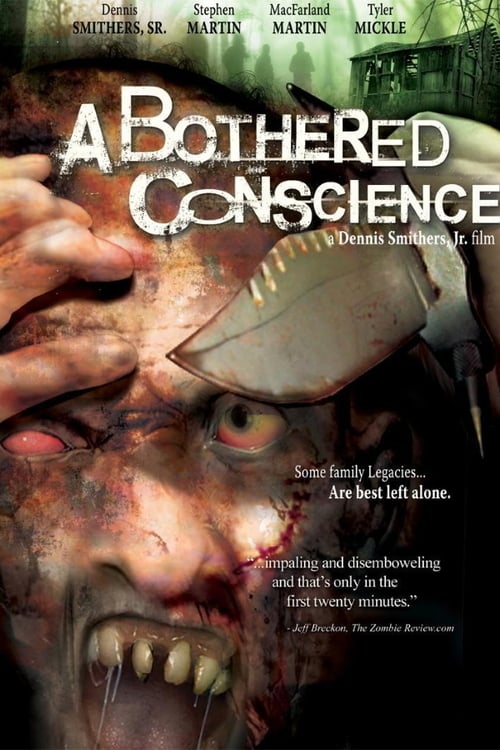 Dennis SMITHERS, SR. Stephen MARTIN MacFarland MARTIN Tyler MICKLE
A BOTHERED
CONSCIENCE
a Dennis Smithers, Jr. film
Some family Legacies...
Are best left alone.
"...impaling and disemboweling
and that's only in the
first twenty minutes."
- Jeff Breckon, The Zombie Review.com